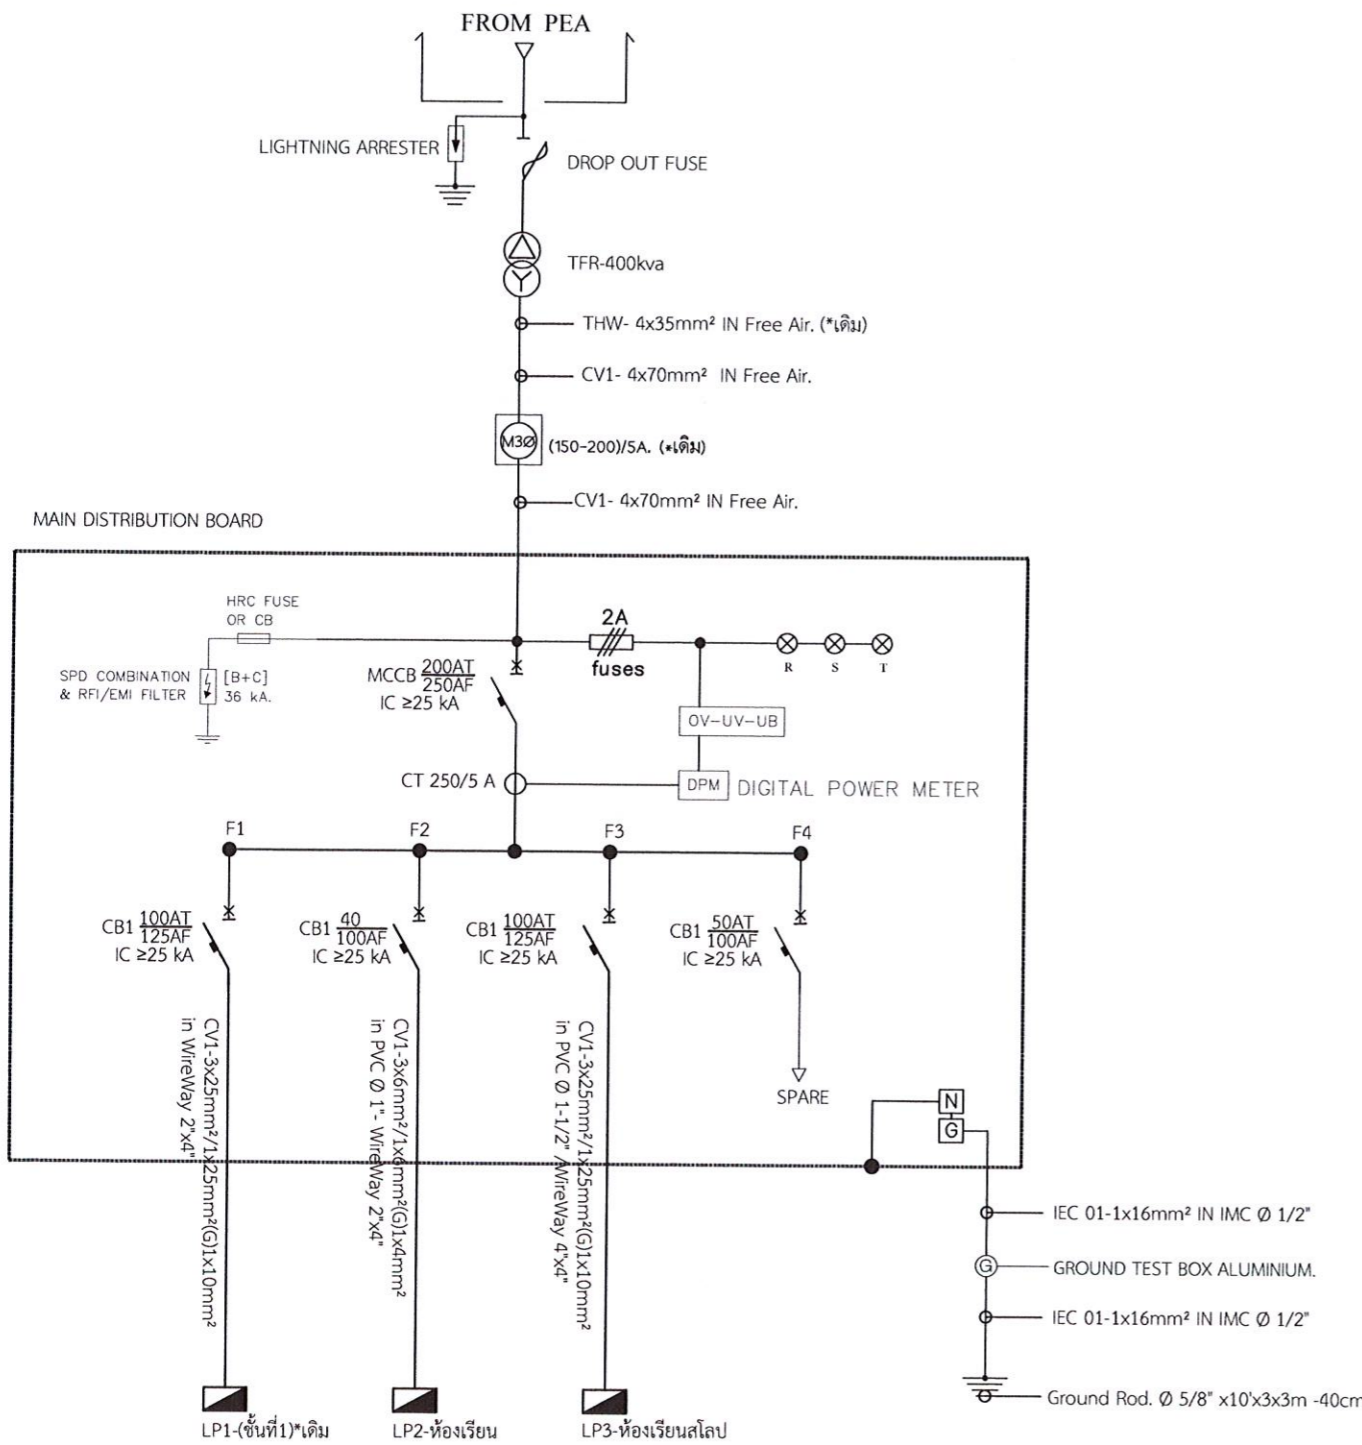 FROM PEA
LIGHTNING ARRESTER
DROP OUT FUSE
TFR-400kva
THW- 4x35mm² IN Free Air. (*เดิม)
CV1- 4x70mm² IN Free Air.
M3Ø
(150-200)/5A. (*เดิม)
CV1- 4x70mm² IN Free Air.
MAIN DISTRIBUTION BOARD
HRC FUSE
OR CB
2A
fuses
R S T
SPD COMBINATION
& RFI/EMI FILTER
[B+C]
36 kA.
MCCB 200AT
250AF
IC ≥25 kA
OV-UV-UB
CT 250/5 A
DPM
DIGITAL POWER METER
F1
F2
F3
F4
CB1 100AT
125AF
IC ≥25 kA
CB1 40
100AF
IC ≥25 kA
CB1 100AT
125AF
IC ≥25 kA
CB1 50AT
100AF
IC ≥25 kA
CV1-3x25mm²/1x25mm²(G)1x10mm²
in WireWay 2"x4"
CV1-3x6mm²/1x6mm²(G)1x4mm²
in PVC Ø 1"- WireWay 2"x4"
CV1-3x25mm²/1x25mm²(G)1x10mm²
in PVC Ø 1-1/2" /WireWay 4"x4"
SPARE
N
G
IEC 01-1x16mm² IN IMC Ø 1/2"
G
GROUND TEST BOX ALUMINIUM.
IEC 01-1x16mm² IN IMC Ø 1/2"
Ground Rod. Ø 5/8" x10'x3x3m -40cm
LP1-(ชั้นที่1)*เดิม
LP2-ห้องเรียน
LP3-ห้องเรียนสโลป